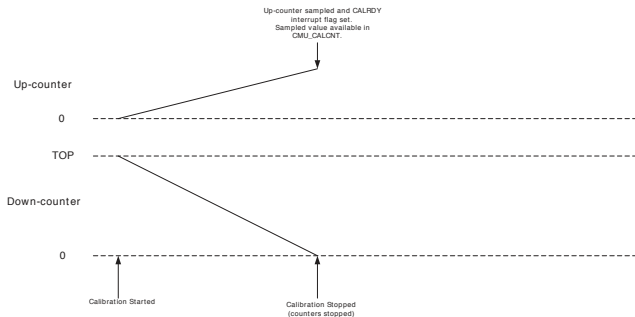 Up-counter sampled and CALRDY
interrupt flag set.
Sampled value available in
CMU_CALCNT.
Up-counter
0
TOP
Down-counter
0
Calibration Started
Calibration Stopped
(counters stopped)